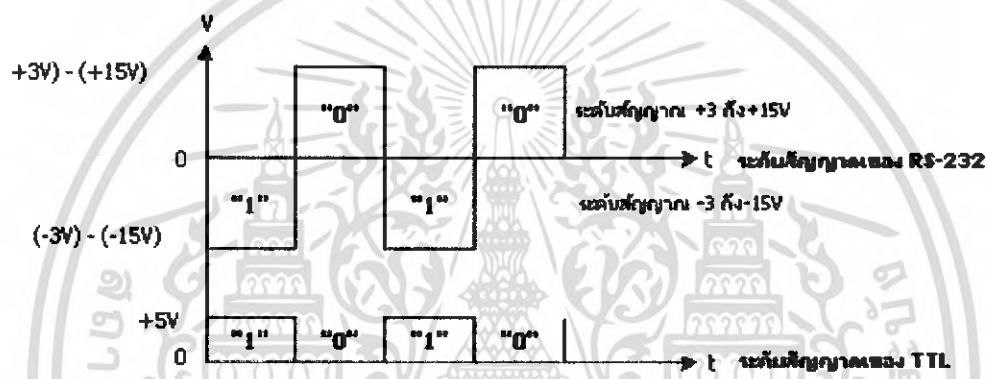 V
+3V) - (+15V)
"0" "0" ระดับสัญญาณ +3 ถึง+15V
0 t ระดับสัญญาณของ RS-232
"1" "1" ระดับสัญญาณ -3 ถึง-15V
(-3V) - (-15V)
+5V
"1" "0" "1" "0"
0 t ระดับสัญญาณของ TTL